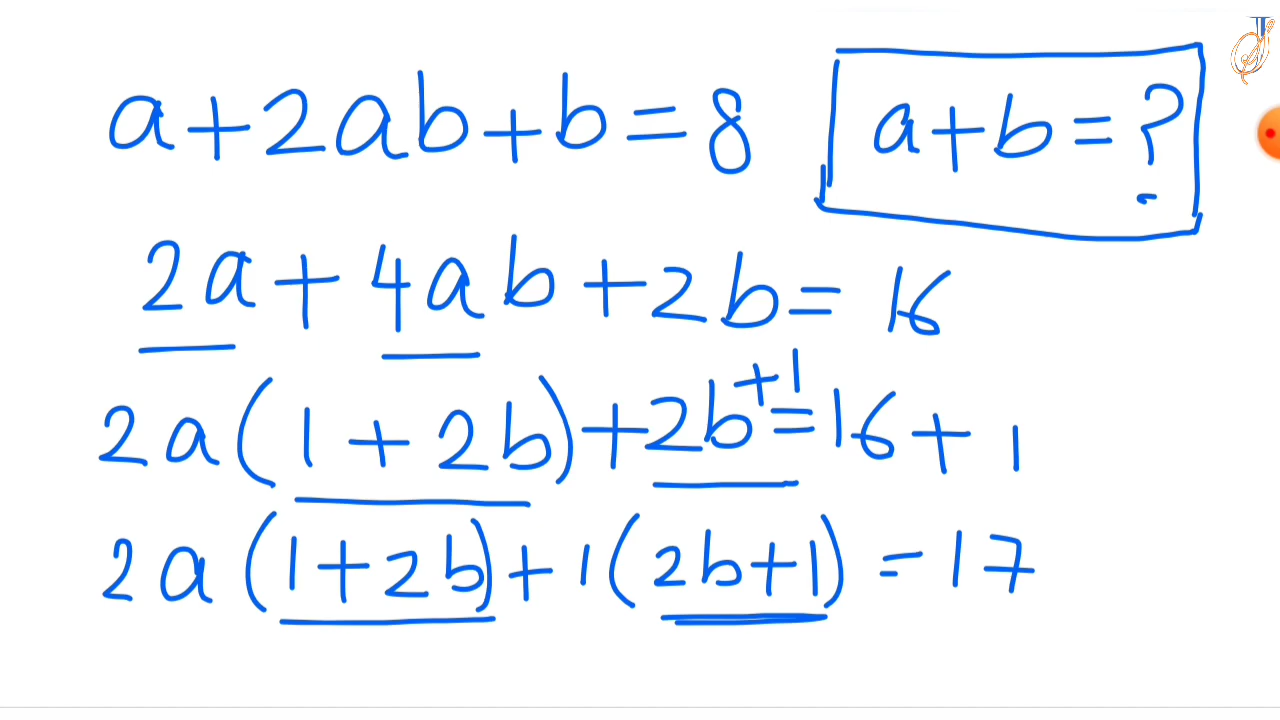 a+2ab+b=8
a+b=?
2a+4ab+2b=16
2a(1+2b)+2b+1=16+1
2a(1+2b)+1(2b+1)=17